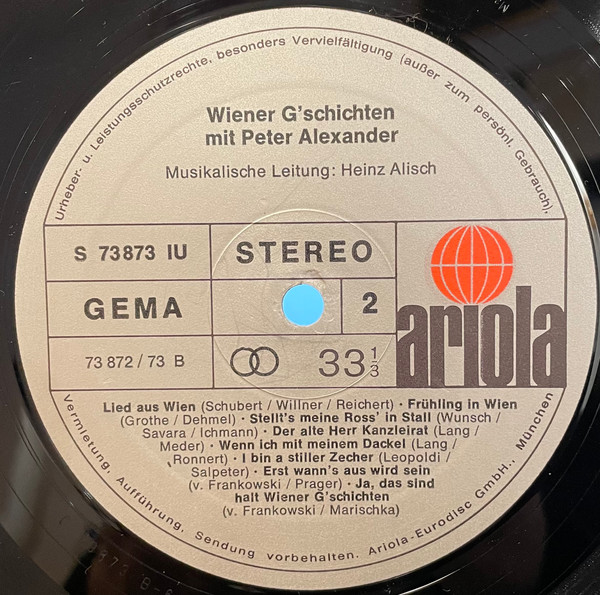 Urheber- u. Leistungsschutzrechte, besonders Vervielfältigung (außer zum persönl. Gebrauch),
Wiener G'schichten
mit Peter Alexander
Musikalische Leitung: Heinz Alisch
S 73873 IU
STEREO
GEMA
2
ariola
73 872 / 73 B
33 1/3
Lied aus Wien (Schubert / Willner / Reichert) · Frühling in Wien
(Grothe / Dehmel) · Stellt's meine Ross' in Stall (Wunsch /
Savara / Ichmann) · Der alte Herr Kanzleirat (Lang /
Meder) · Wenn ich mit meinem Dackel (Lang /
Ronnert) · I bin a stiller Zecher (Leopoldi /
Salpeter) · Erst wann's aus wird sein
(v. Frankowski / Prager) · Ja, das sind
halt Wiener G'schichten
(v. Frankowski / Marischka)
Vermietung, Aufführung, Sendung vorbehalten. Ariola-Eurodisc GmbH., München